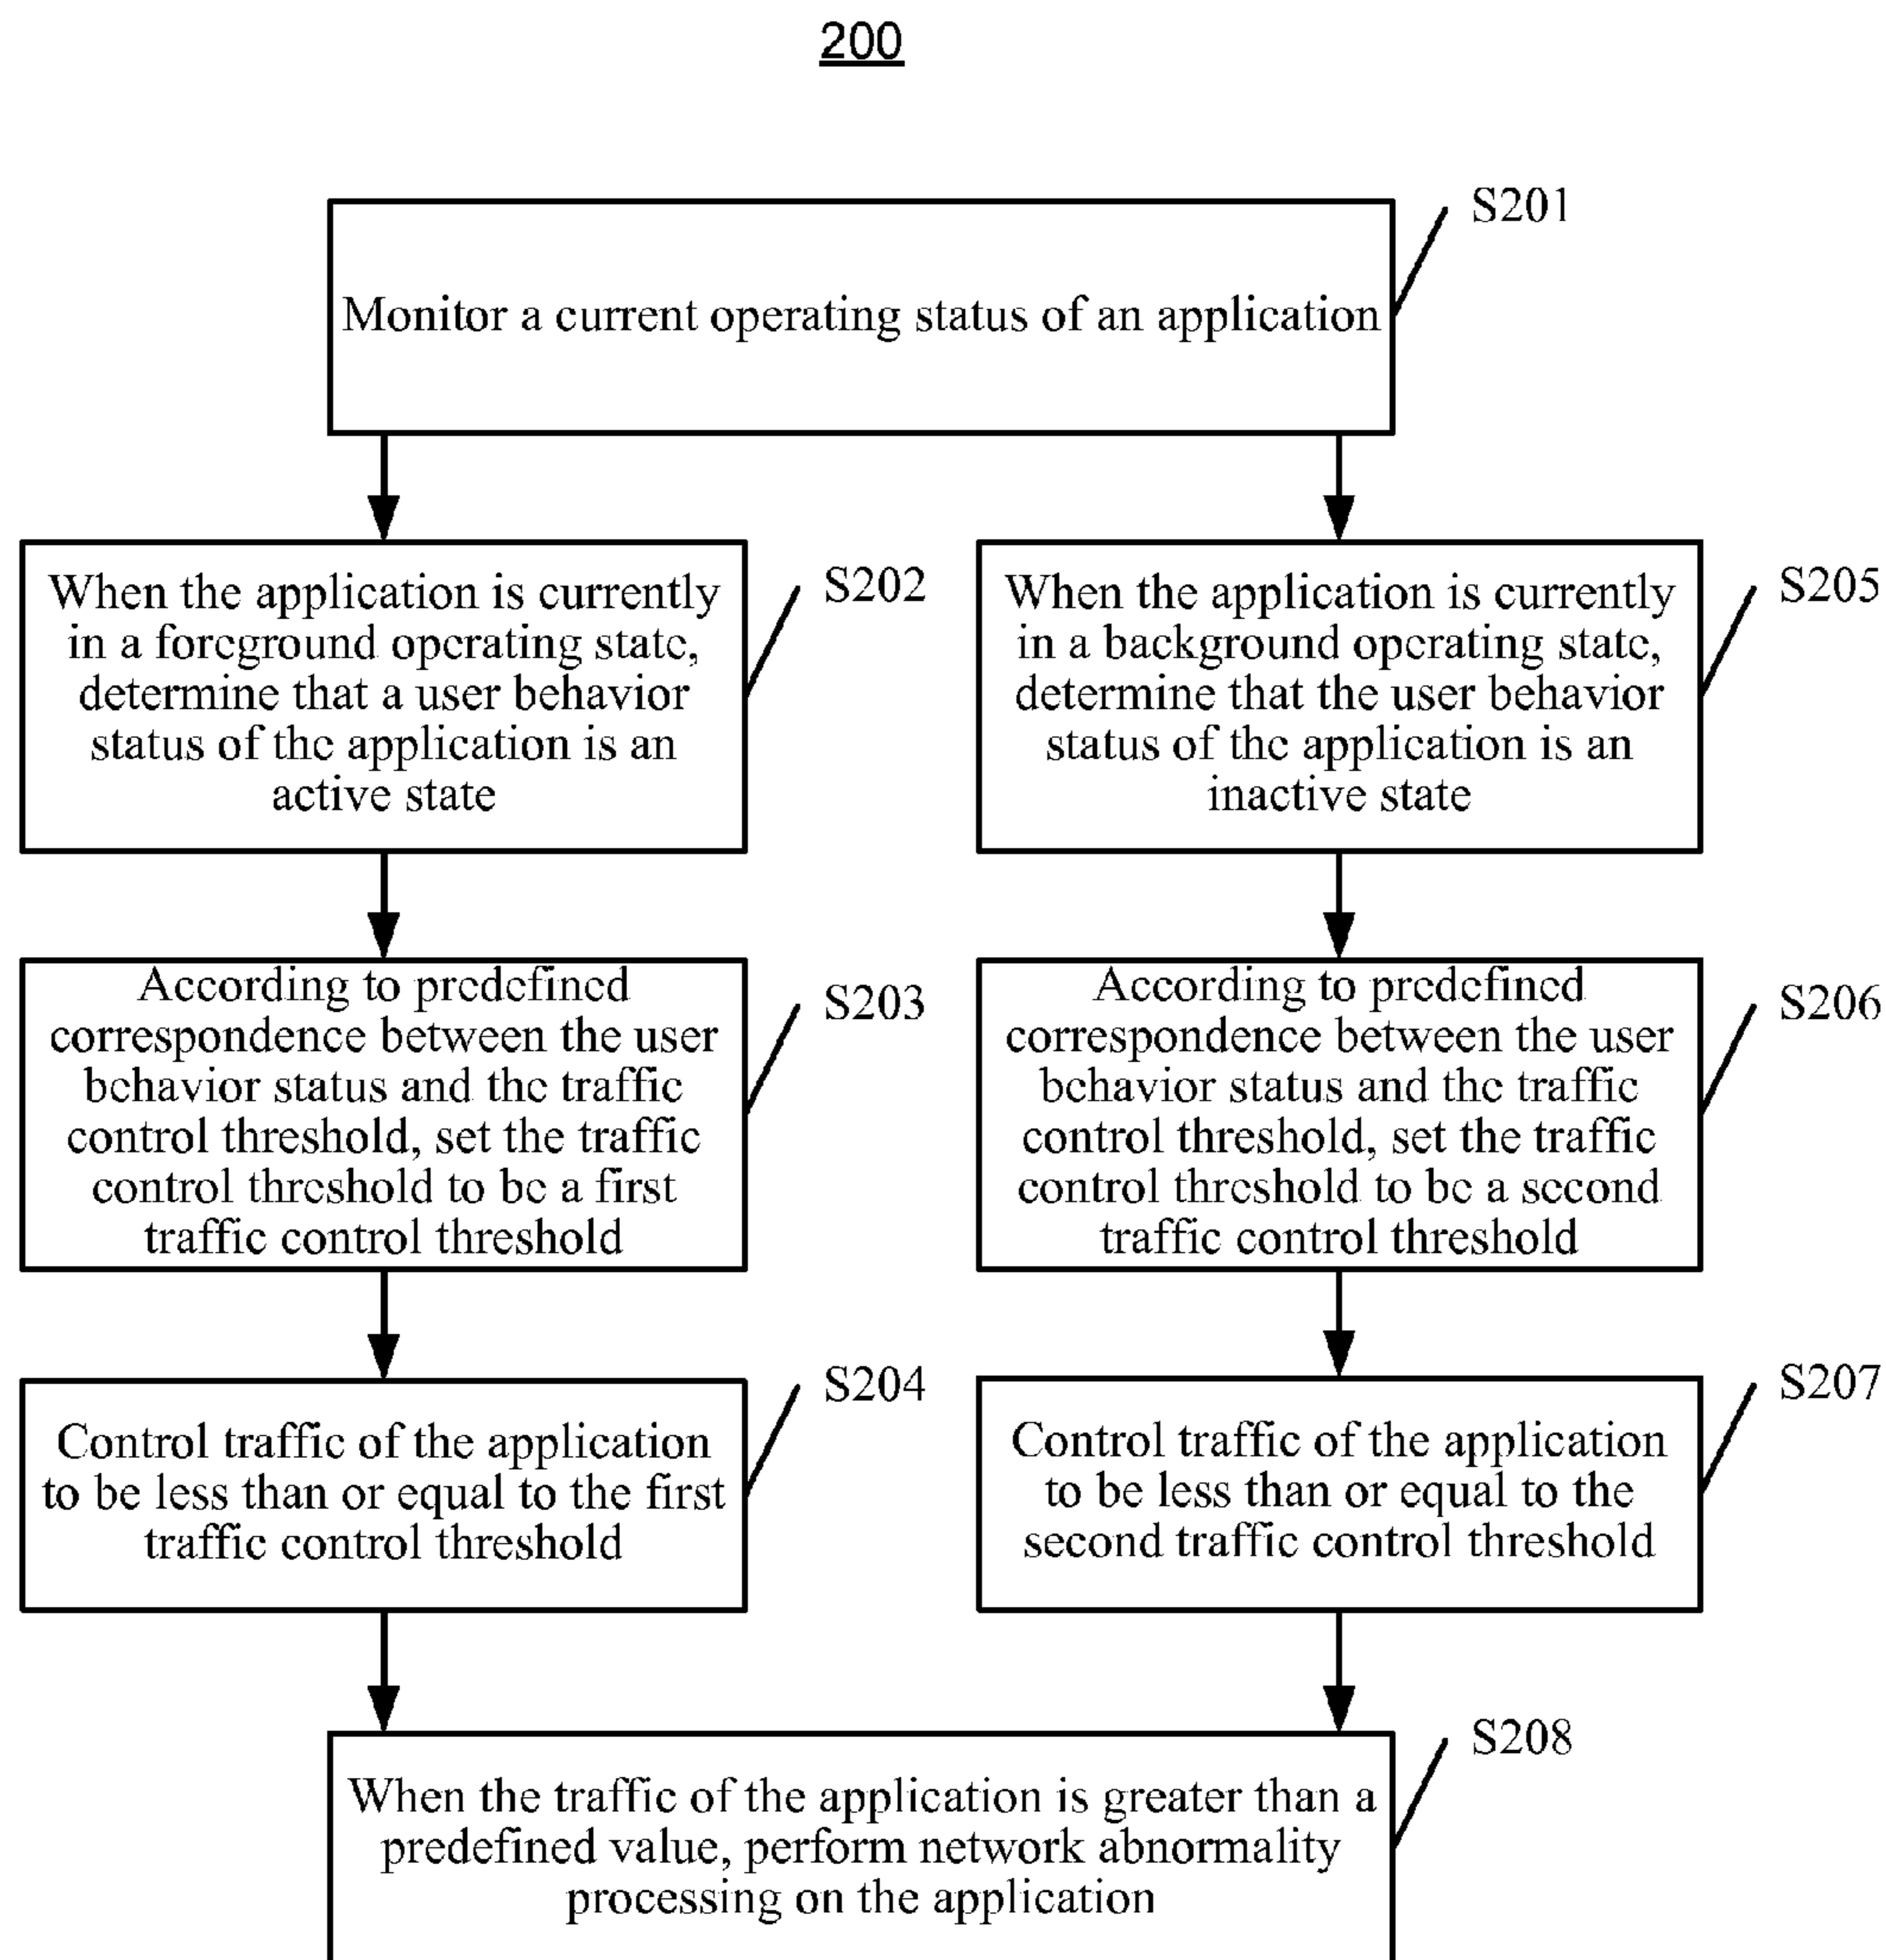 200
S201
Monitor a current operating status of an application
When the application is currently
in a foreground operating state,
determine that a user behavior
status of the application is an
active state
S202
When the application is currently
in a background operating state,
determine that the user behavior
status of the application is an
inactive state
S205
According to predefined
correspondence between the user
behavior status and the traffic
control threshold, set the traffic
control threshold to be a first
traffic control threshold
S203
According to predefined
correspondence between the user
behavior status and the traffic
control threshold, set the traffic
control threshold to be a second
traffic control threshold
S206
Control traffic of the application
to be less than or equal to the first
traffic control threshold
S204
Control traffic of the application
to be less than or equal to the
second traffic control threshold
S207
When the traffic of the application is greater than a
predefined value, perform network abnormality
processing on the application
S208